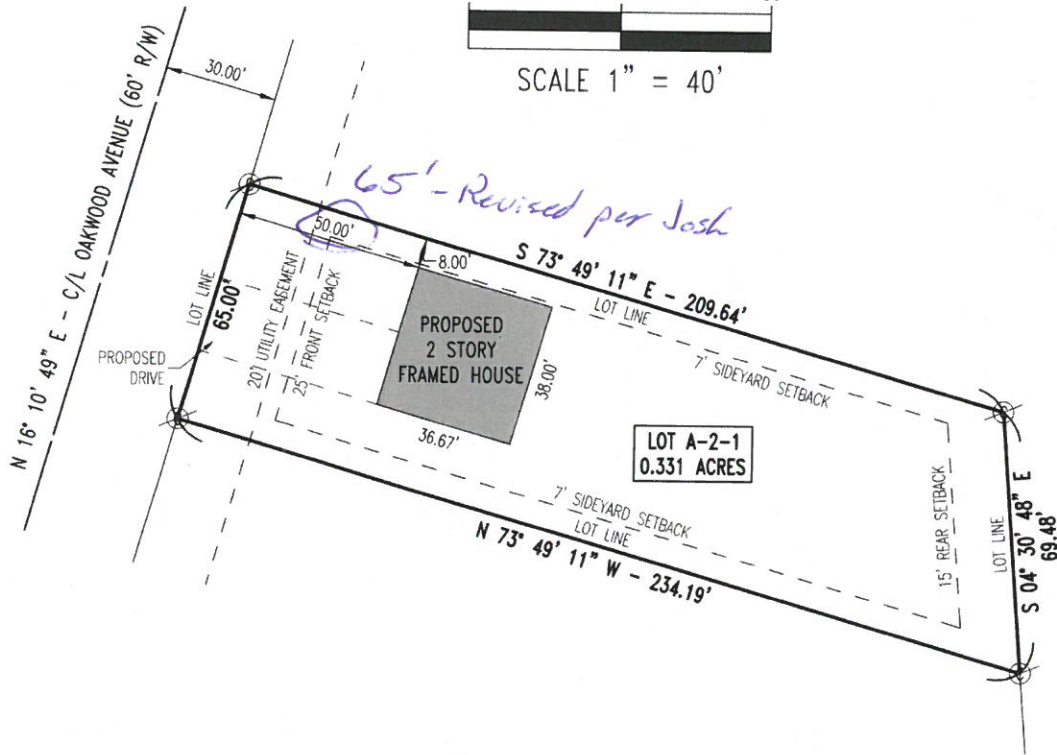 SCALE 1" = 40'
30.00'
N 16° 10' 49" E - C/L OAKWOOD AVENUE (60' R/W)
65' - Revised per Josh
50.00'
8.00'
S 73° 49' 11" E - 209.64'
LOT LINE
LOT LINE
65.00'
20' UTILITY EASEMENT
25' FRONT SETBACK
PROPOSED
2 STORY
FRAMED HOUSE
7' SIDEYARD SETBACK
PROPOSED
DRIVE
38.00'
36.67'
LOT A-2-1
0.331 ACRES
7' SIDEYARD SETBACK
LOT LINE
N 73° 49' 11" W - 234.19'
15' REAR SETBACK
LOT LINE
S 04° 30' 48" E
69.48'